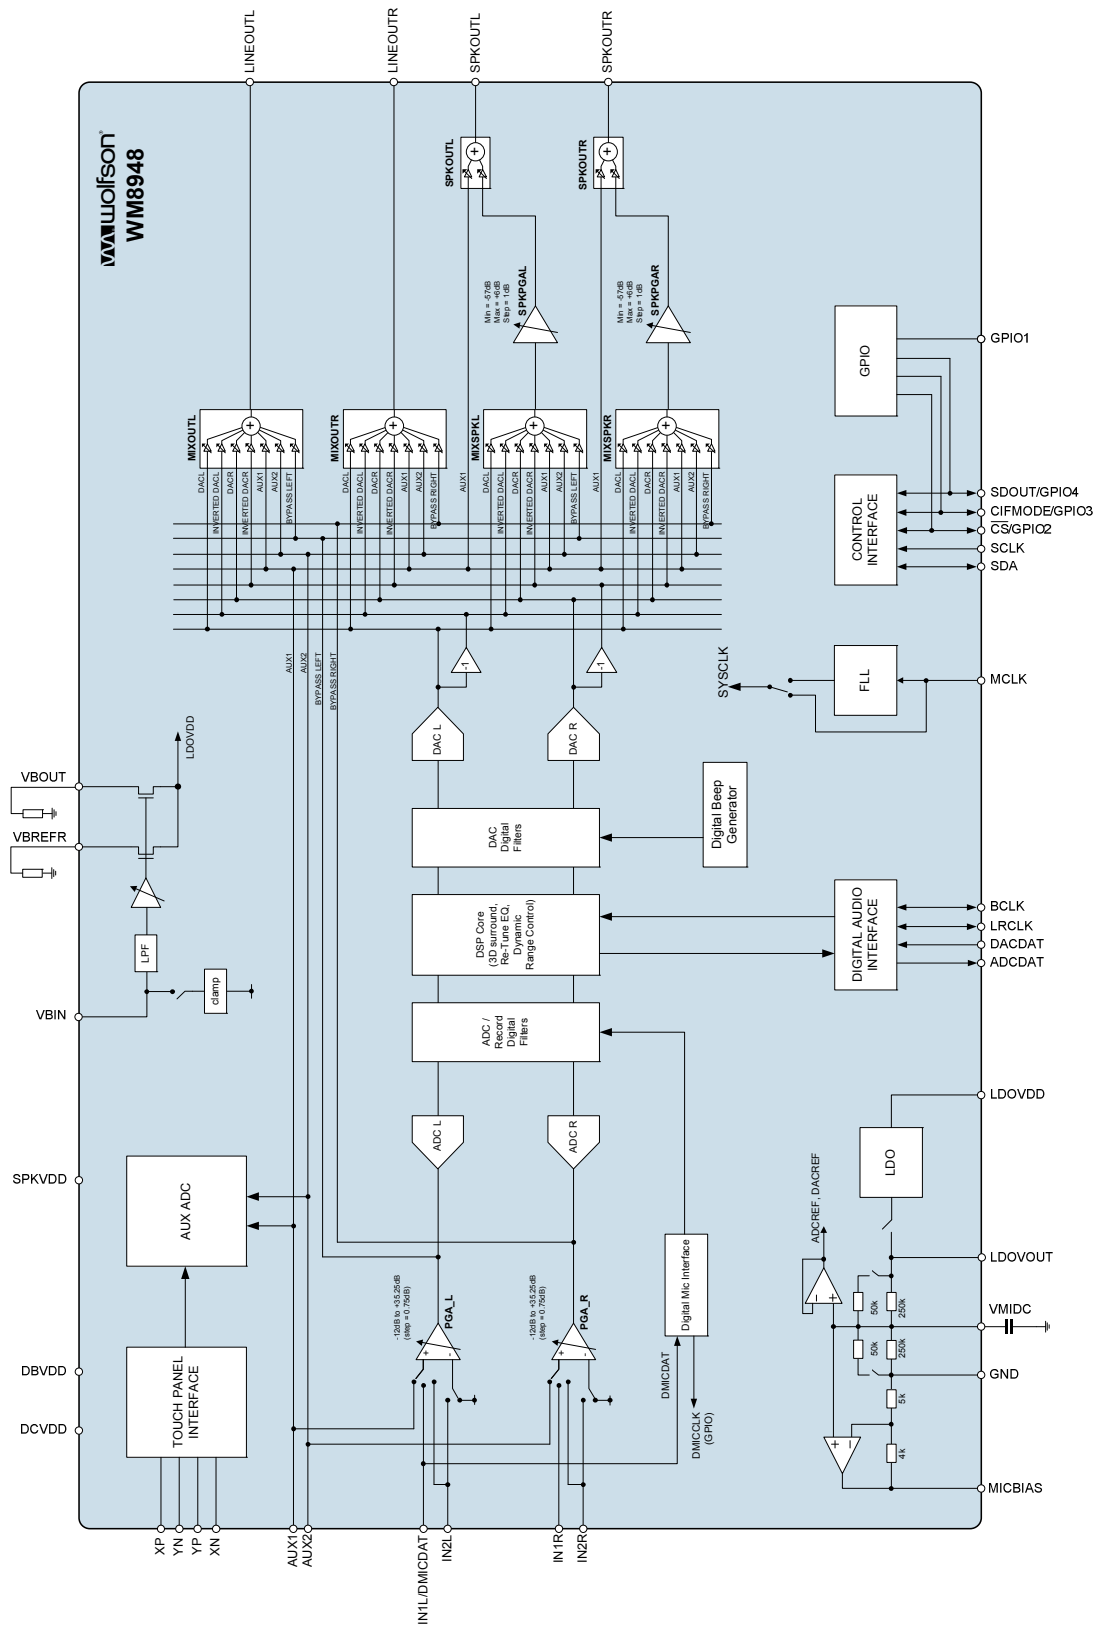 LINEOUTL
LINEOUTR
SPKOUTL
SPKOUTR
wolfson®
WM8948
SPKOUTL
SPKOUTR
Min = -57dB
Max = +6dB
Step = 1dB
SPKPGAL
Min = -57dB
Max = +6dB
Step = 1dB
SPKPGAR
MIXOUTL
DACL
INVERTED DACL
DACR
INVERTED DACR
AUX1
AUX2
BYPASS LEFT
MIXOUTR
DACL
INVERTED DACL
DACR
INVERTED DACR
AUX1
AUX2
BYPASS RIGHT
AUX1
MIXSPKL
DACL
INVERTED DACL
DACR
INVERTED DACR
AUX1
AUX2
BYPASS LEFT
AUX1
MIXSPKR
DACL
INVERTED DACL
DACR
INVERTED DACR
AUX1
AUX2
BYPASS RIGHT
GPIO
GPIO1
CONTROL
INTERFACE
SDOUT/GPIO4
CIFMODE/GPIO3
CS/GPIO2
SCLK
SDA
AUX1
AUX2
BYPASS LEFT
BYPASS RIGHT
-1
-1
DAC L
DAC R
SYSCLK
FLL
MCLK
LDOVDD
VBOUT
VBREFR
LPF
clamp
VBIN
DAC
Digital
Filters
Digital Beep
Generator
DSP Core
(3D surround,
Re-Tune EQ,
Dynamic
Range Control)
DIGITAL AUDIO
INTERFACE
BCLK
LRCLK
DACDAT
ADCDAT
ADC /
Record
Digital
Filters
ADC L
ADC R
SPKVDD
AUX ADC
DBVDD
DCVDD
TOUCH PANEL
INTERFACE
-12dB to +35.25dB
(step = 0.75dB)
PGA_L
+
-
-12dB to +35.25dB
(step = 0.75dB)
PGA_R
+
-
Digital Mic Interface
DMICDAT
DMICCLK
(GPIO)
LDOVDD
LDO
ADCREF, DACREF
LDOVOUT
50k
250k
VMIDC
50k
250k
GND
5k
4k
MICBIAS
XP
YN
YP
XN
AUX1
AUX2
IN1L/DMICDAT
IN2L
IN1R
IN2R